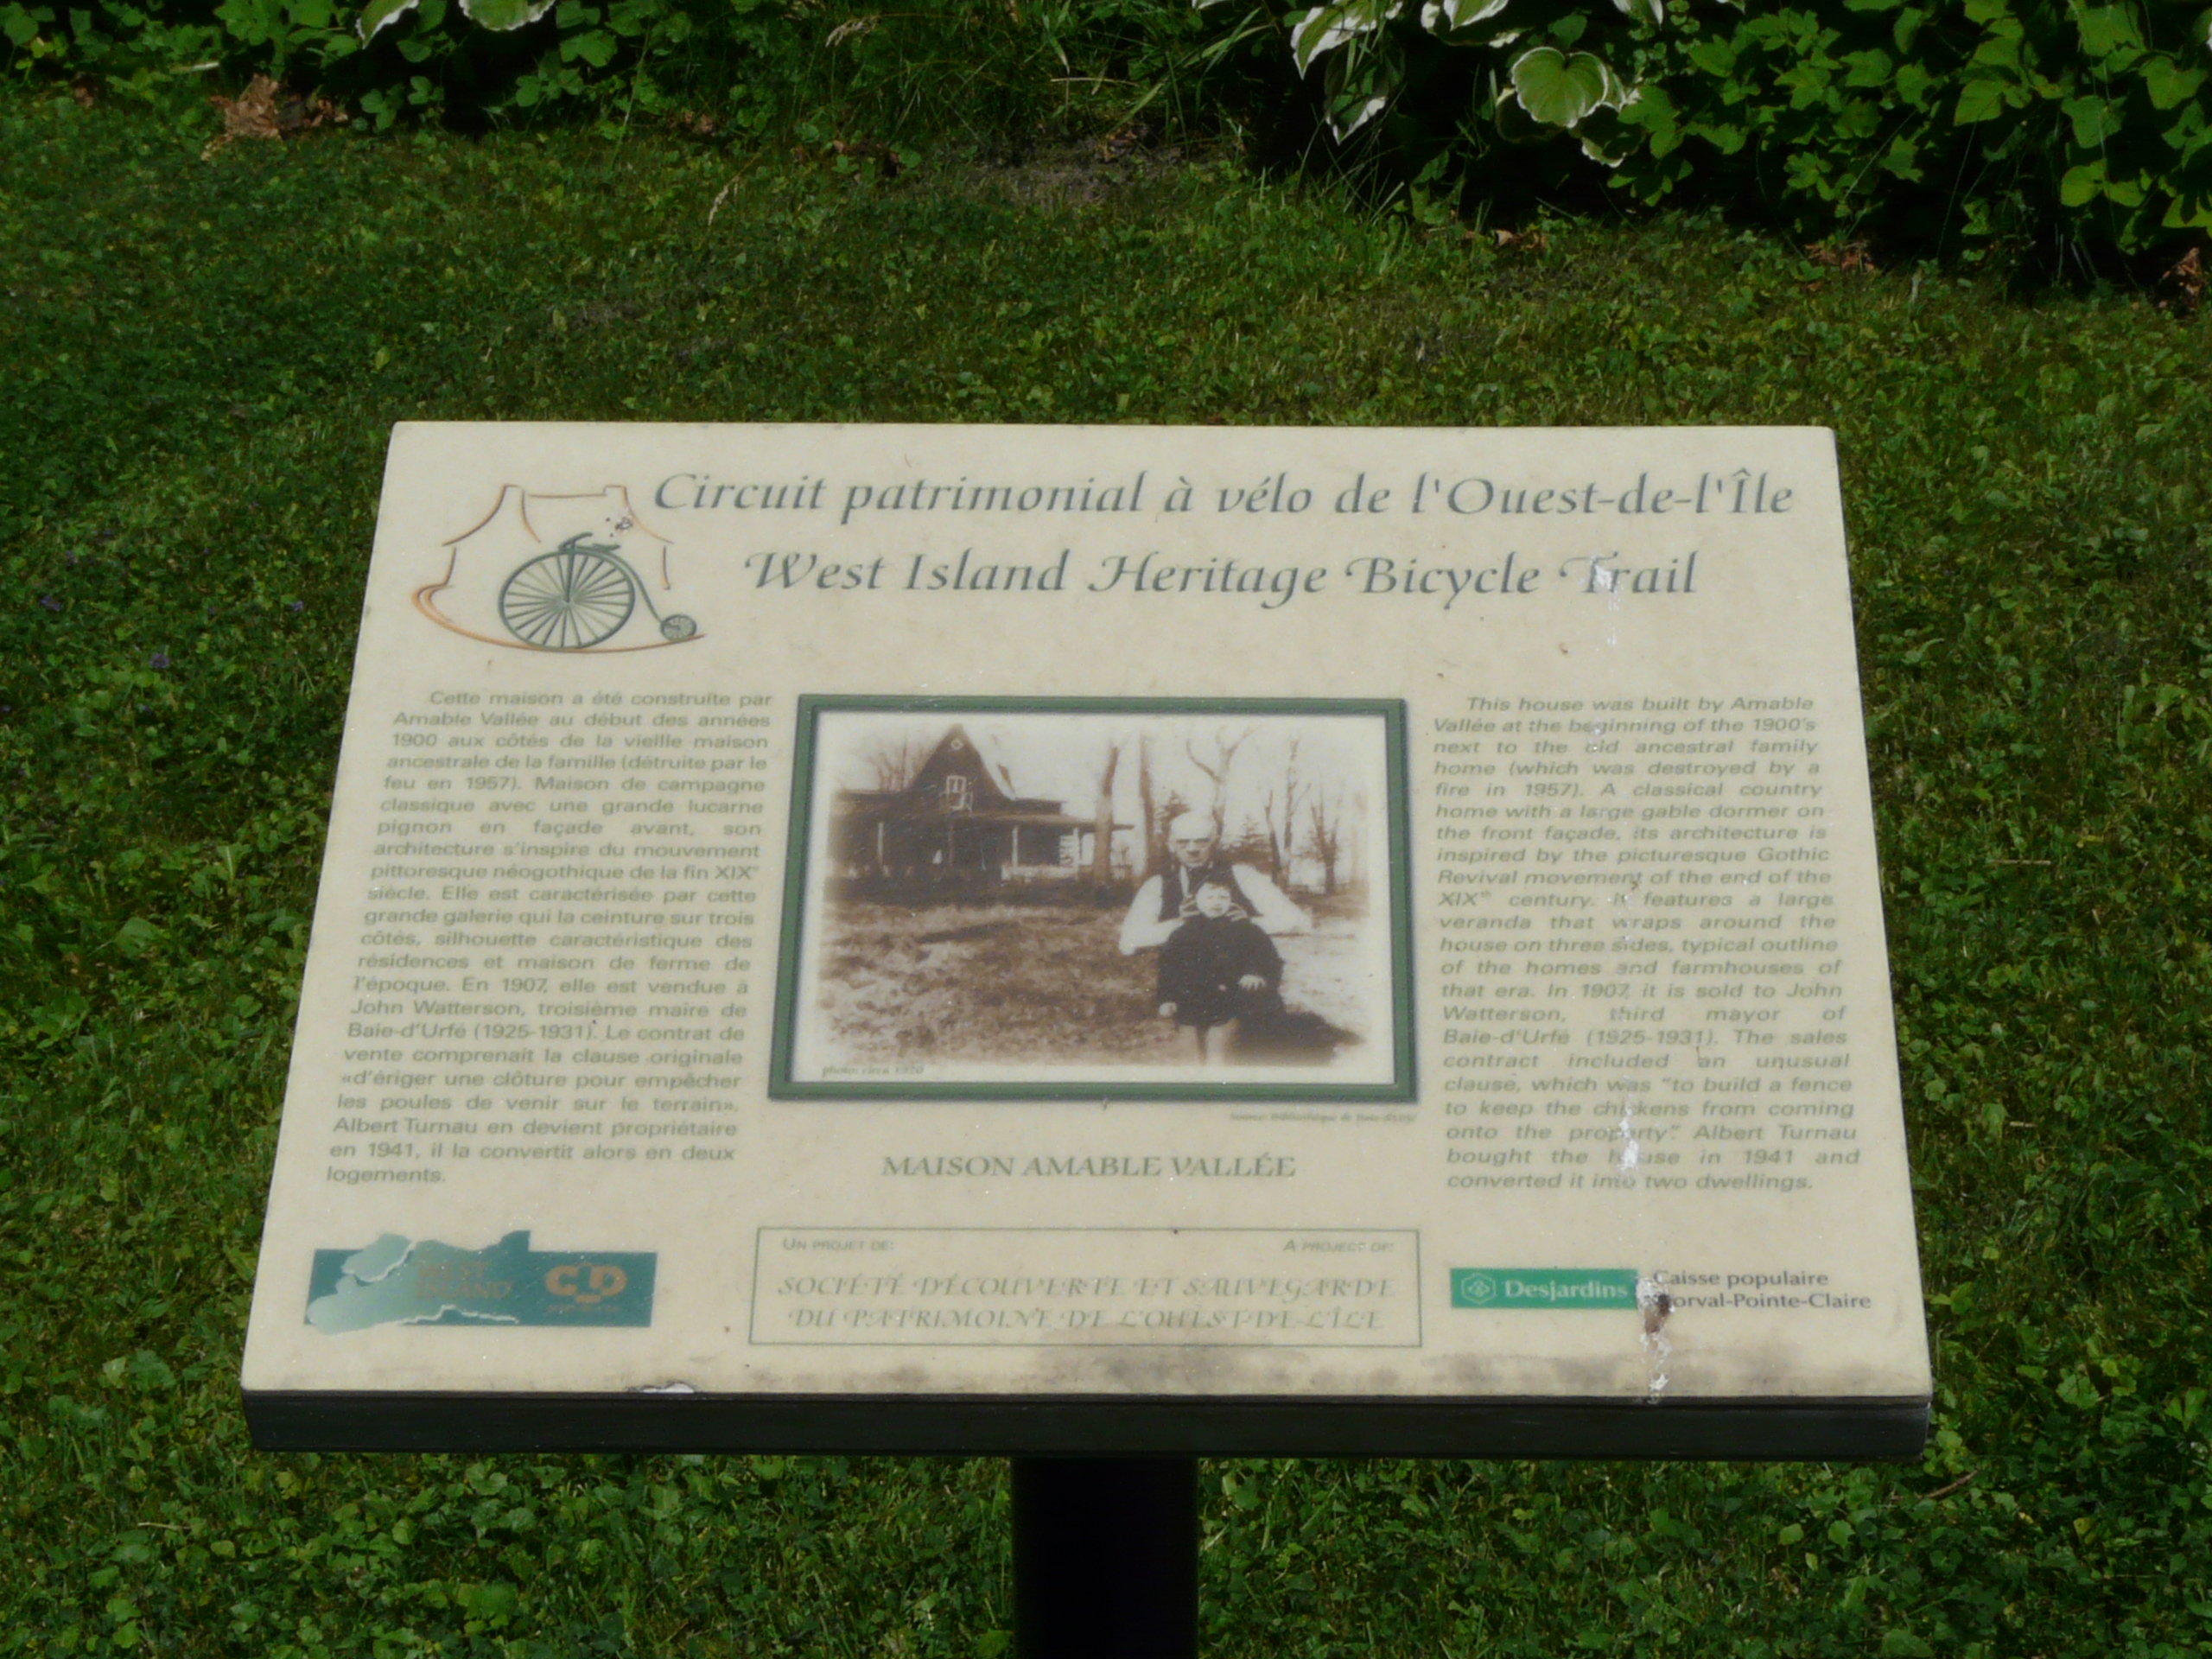 Circuit patrimonial à vélo de l'Ouest-de-l'Île
West Island Heritage Bicycle Trail
Cette maison a été construite par
Amable Vallée au début des années
1900 aux côtés de la vieille maison
ancestrale de la famille (détruite par le
feu en 1957). Maison de campagne
classique avec une grande lucarne
pignon en façade avant, son
architecture s'inspire du mouvement
pittoresque néogothique de la fin XIXe
siècle. Elle est caractérisée par cette
grande galerie qui la ceinture sur trois
côtés, silhouette caractéristique des
résidences et maison de ferme de
l'époque. En 1907, elle est vendue à
John Watterson, troisième maire de
Baie-d'Urfé (1925-1931). Le contrat de
vente comprenait la clause originale
«d'ériger une clôture pour empêcher
les poules de venir sur le terrain».
Albert Turnau en devient propriétaire
en 1941, il la convertit alors en deux
logements.
photo: circa 1920
Source: Bibliothèque de Baie-d'Urfé
MAISON AMABLE VALLÉE
This house was built by Amable
Vallée at the beginning of the 1900's
next to the old ancestral family
home (which was destroyed by a
fire in 1957). A classical country
home with a large gable dormer on
the front façade, its architecture is
inspired by the picturesque Gothic
Revival movement of the end of the
XIXe century. It features a large
veranda that wraps around the
house on three sides, typical outline
of the homes and farmhouses of
that era. In 1907, it is sold to John
Watterson, third mayor of
Baie-d'Urfé (1925-1931). The sales
contract included an unusual
clause, which was "to build a fence
to keep the chickens from coming
onto the property". Albert Turnau
bought the house in 1941 and
converted it into two dwellings.
WEST
ISLAND
CLD
UN PROJET DE:
A PROJECT OF:
SOCIÉTÉ DÉCOUVERTE ET SAUVEGARDE
DU PATRIMOINE DE L'OUEST-DE-L'ÎLE
Desjardins
Caisse populaire
Dorval-Pointe-Claire